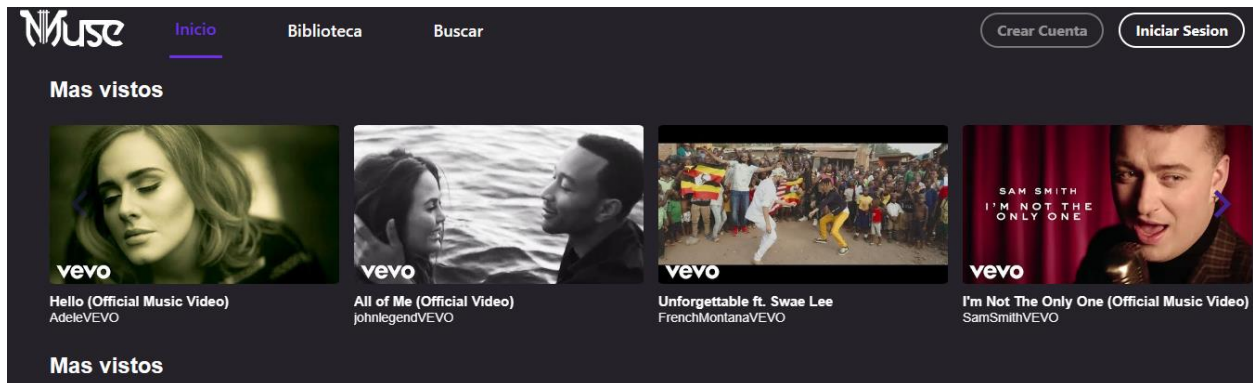 Muse
Inicio
Biblioteca
Buscar
Crear Cuenta
Iniciar Sesion
Mas vistos
vevo
vevo
vevo
SAM SMITH
I'M NOT THE
ONLY ONE
vevo
Hello (Official Music Video)
AdeleVEVO
All of Me (Official Video)
johnlegendVEVO
Unforgettable ft. Swae Lee
FrenchMontanaVEVO
I'm Not The Only One (Official Music Video)
SamSmithVEVO
Mas vistos